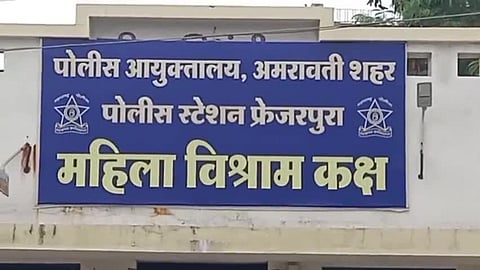 पोलीस आयुक्तालय, अमरावती शहर
पोलीस स्टेशन फ्रेजरपुरा
महिला विश्राम कक्ष